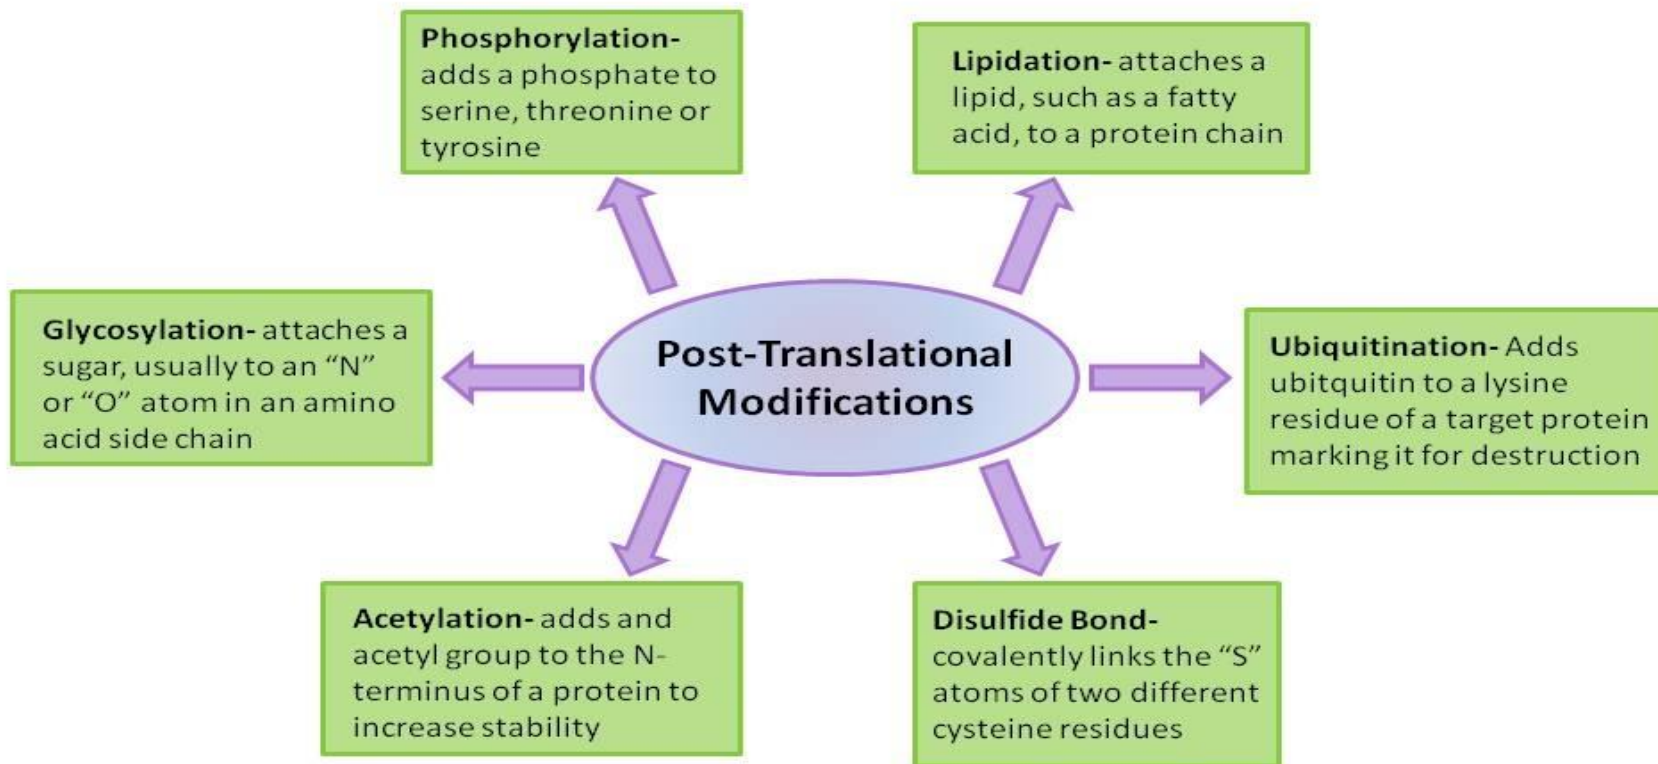 Phosphorylation-
adds a phosphate to
serine, threonine or
tyrosine
Lipidation- attaches a
lipid, such as a fatty
acid, to a protein chain
Glycosylation- attaches a
sugar, usually to an “N”
or “O” atom in an amino
acid side chain
Post-Translational
Modifications
Ubiquitination- Adds
ubitquitin to a lysine
residue of a target protein
marking it for destruction
Acetylation- adds and
acetyl group to the N-
terminus of a protein to
increase stability
Disulfide Bond-
covalently links the “S”
atoms of two different
cysteine residues